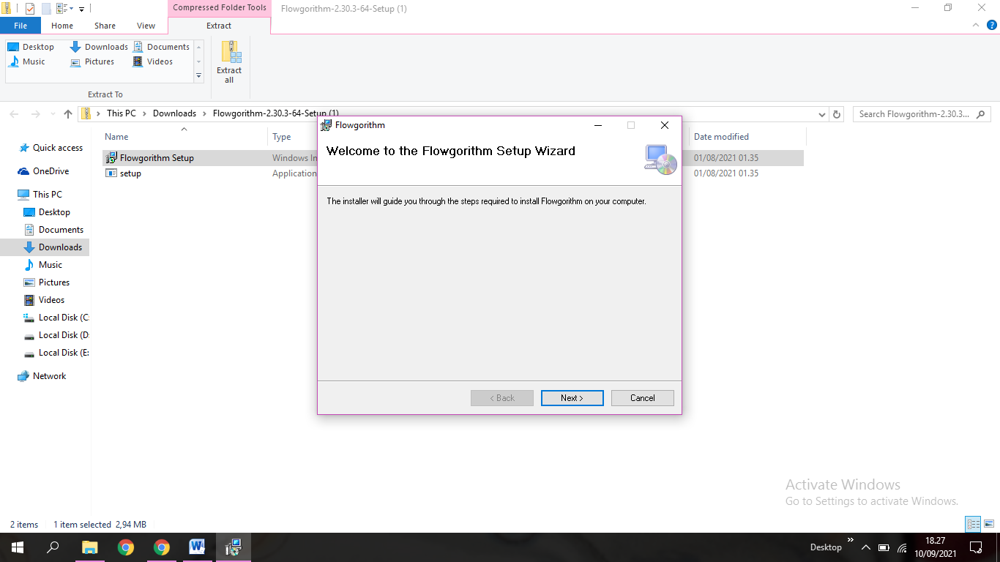 Compressed Folder Tools
Flowgorithm-2.30.3-64-Setup (1)
File
Home
Share
View
Extract
Desktop
Downloads
Documents
Music
Pictures
Videos
Extract all
Extract To
This PC
Downloads
Flowgorithm-2.30.3-64-Setup (1)
Search Flowgorithm-2.30.3...
Name
Type
Date modified
Flowgorithm Setup
Windows In
01/08/2021 01.35
setup
Application
01/08/2021 01.35
Quick access
OneDrive
This PC
Desktop
Documents
Downloads
Music
Pictures
Videos
Local Disk (C:
Local Disk (D:
Local Disk (E:
Network
Flowgorithm
Welcome to the Flowgorithm Setup Wizard
The installer will guide you through the steps required to install Flowgorithm on your computer.
< Back
Next >
Cancel
Activate Windows
Go to Settings to activate Windows.
2 items
1 item selected 2,94 MB
Desktop
18.27
10/09/2021